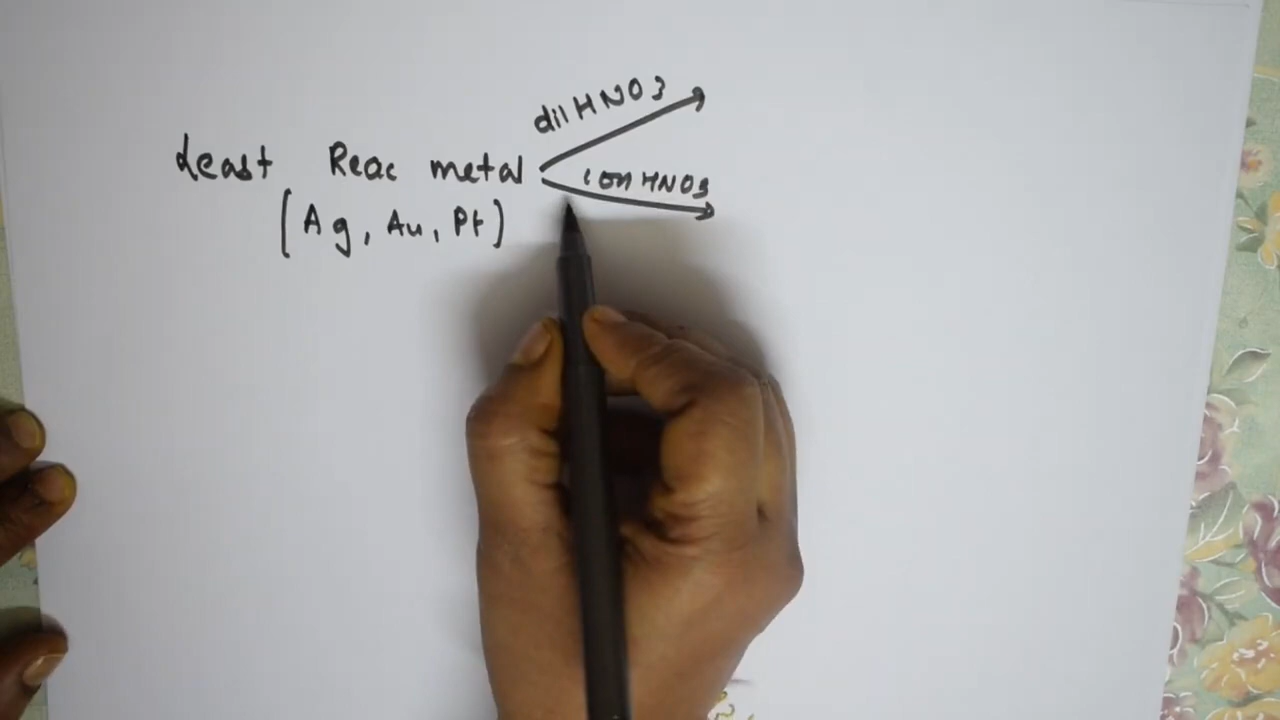 dil HNO3
Least Reac metal
con HNO3
[Ag, Au, Pt]